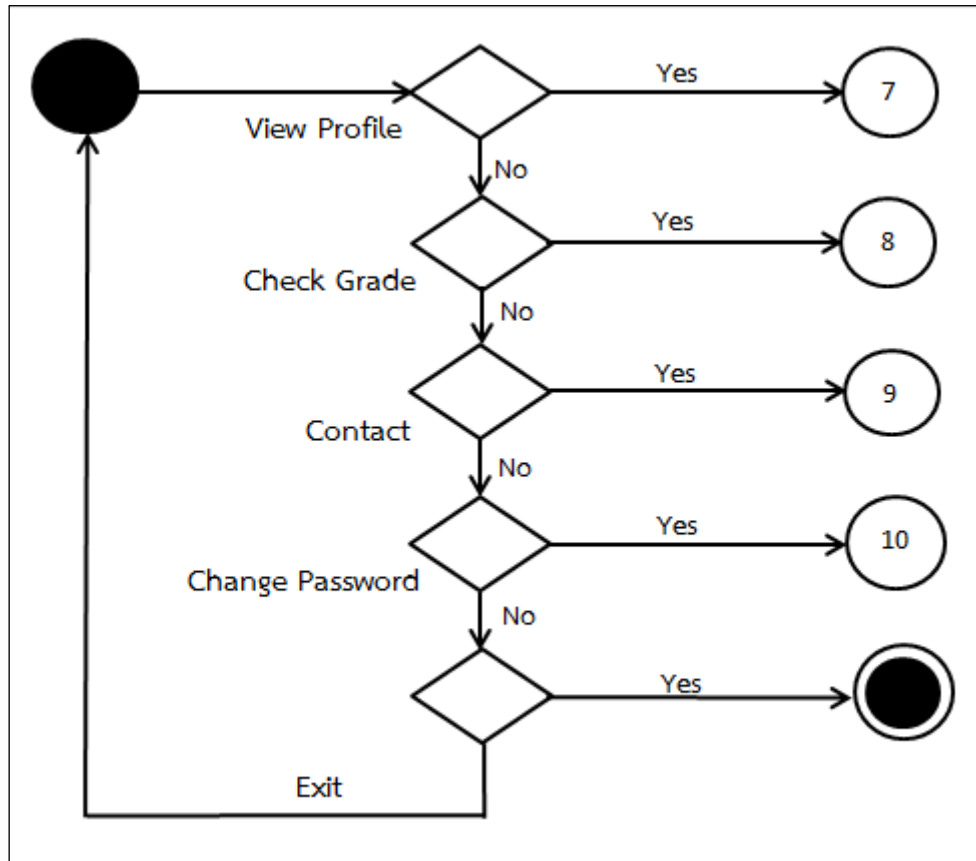 Yes
7
View Profile
No
Yes
8
Check Grade
No
Yes
9
Contact
No
Yes
10
Change Password
No
Yes
Exit